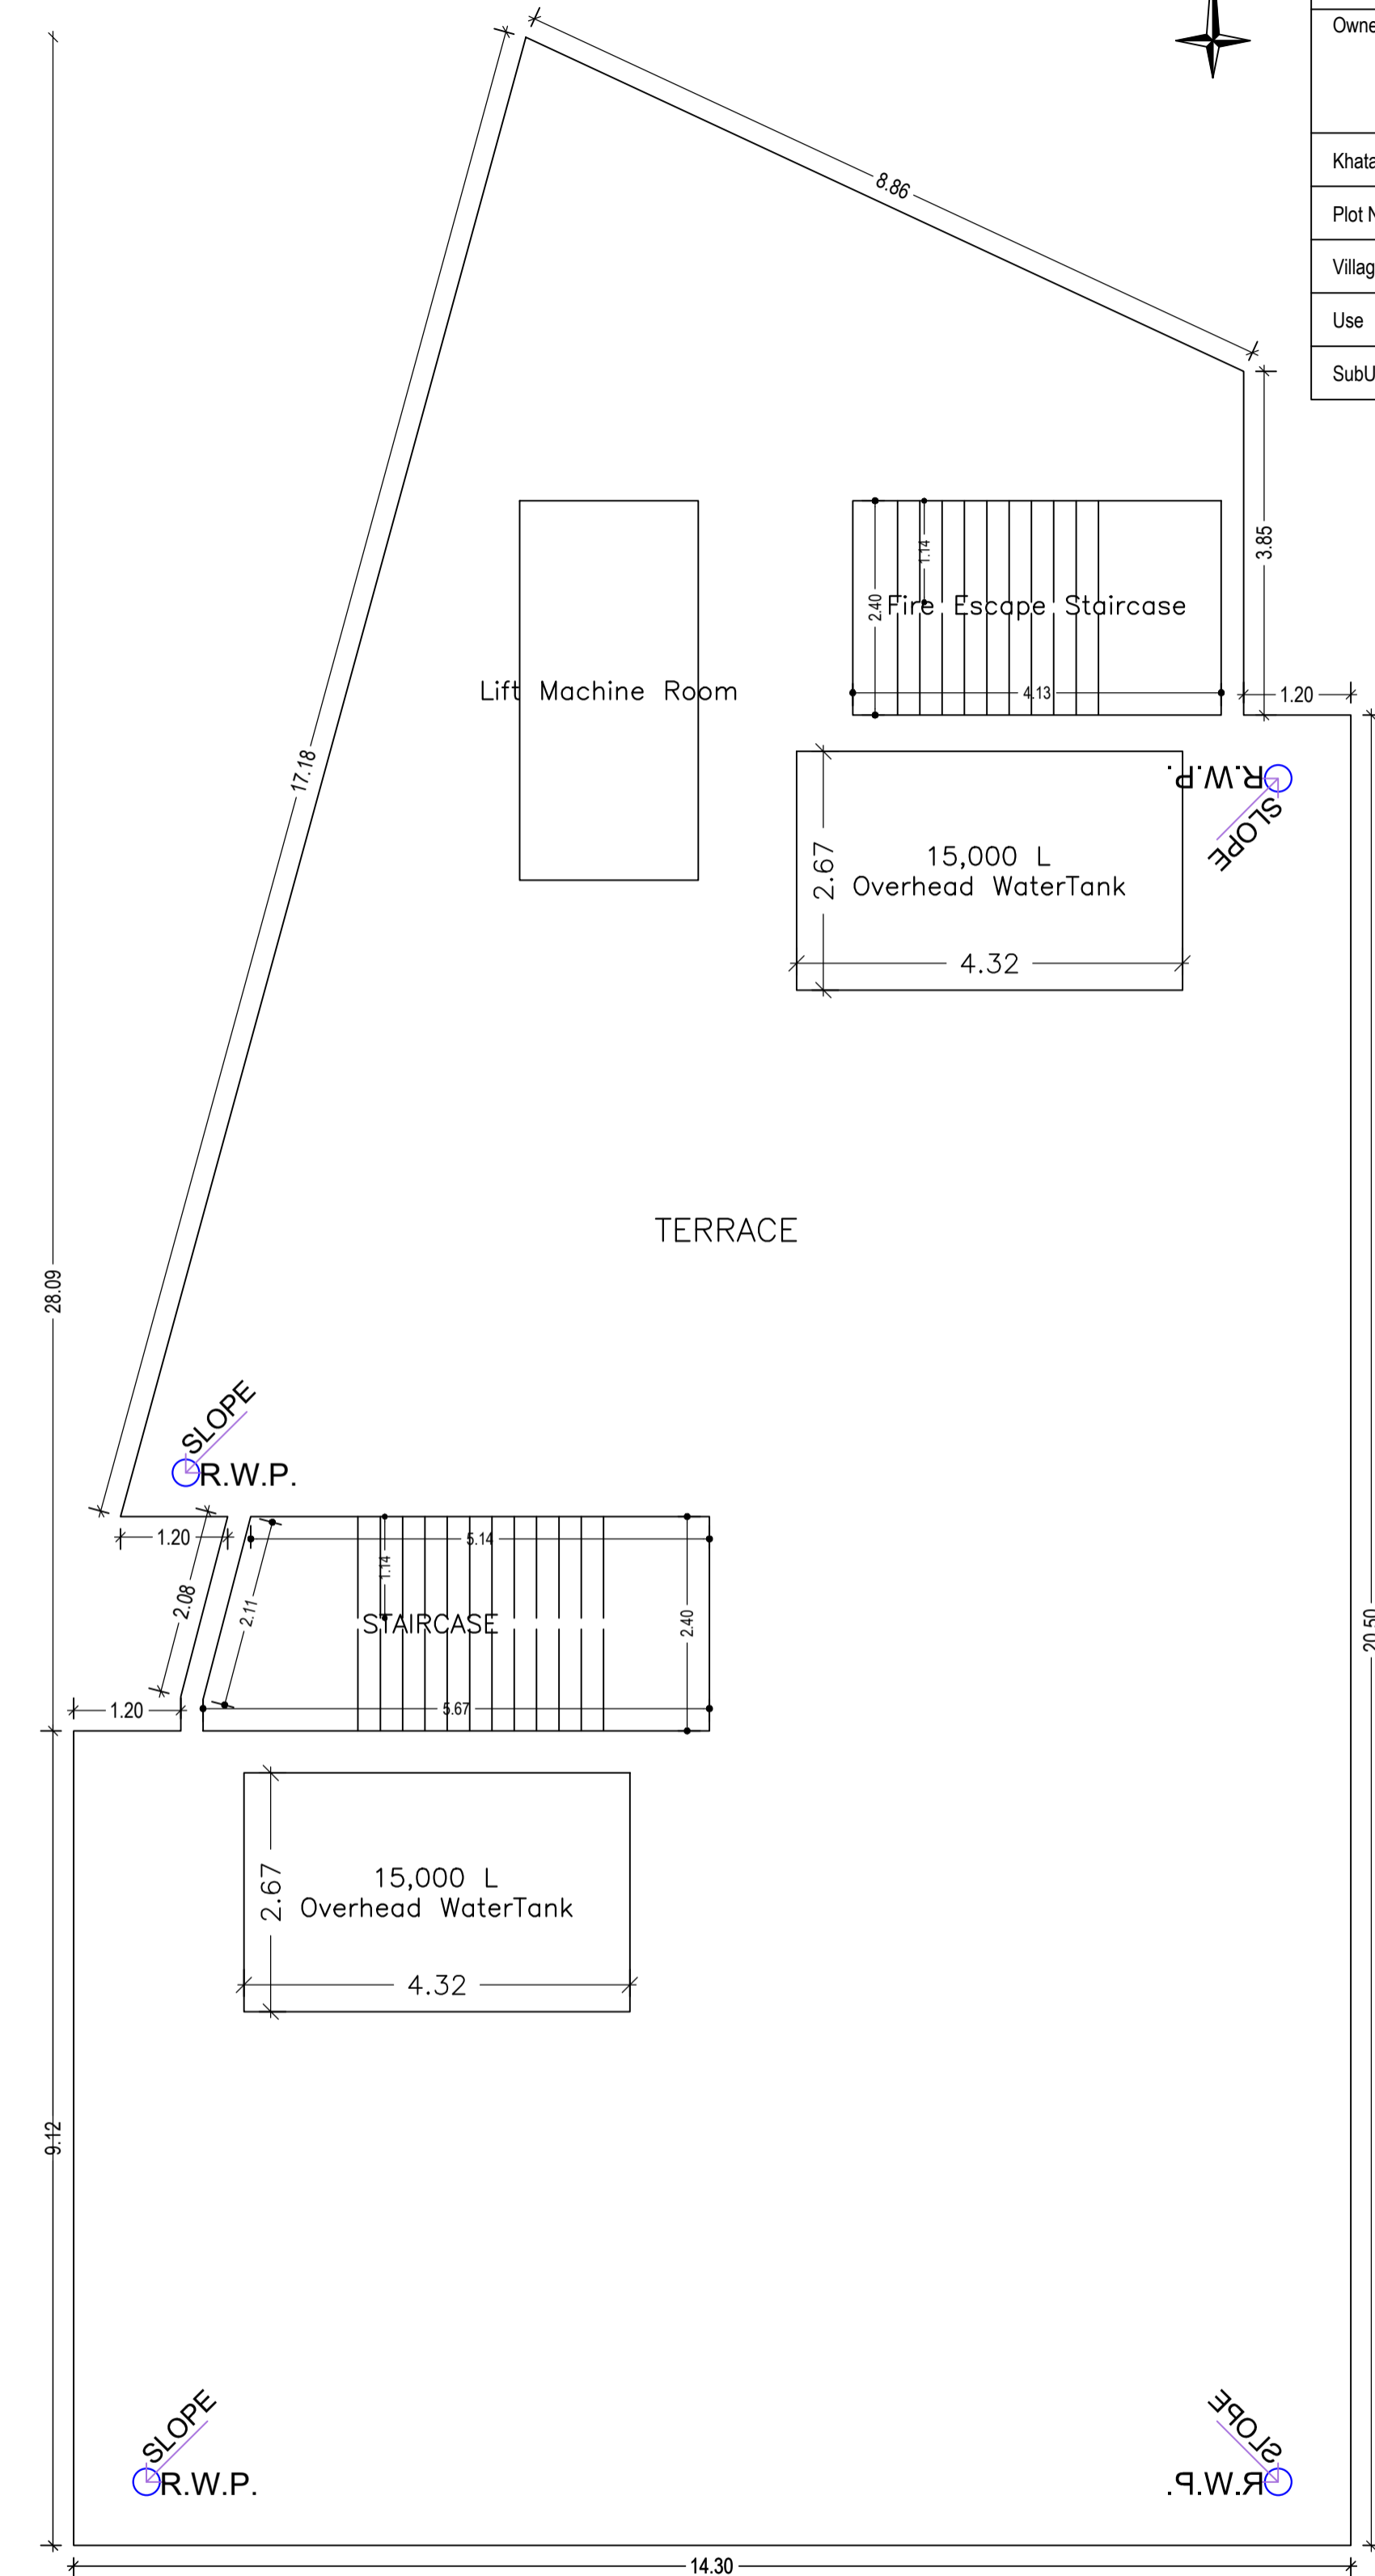 Owne
Khata
Plot N
Villag
Use
SubU
8.86
3.85
1.14
2.40
Fire Escape Staircase
4.13
1.20
Lift Machine Room
17.18
R.W.P.
SLOPE
15,000 L
Overhead WaterTank
2.67
4.32
TERRACE
28.09
SLOPE
R.W.P.
1.20
5.14
1.14
2.08
2.11
STAIRCASE
2.40
20.50
1.20
5.67
15,000 L
Overhead WaterTank
2.67
4.32
9.12
SLOPE
R.W.P.
SLOPE
R.W.P.
14.30